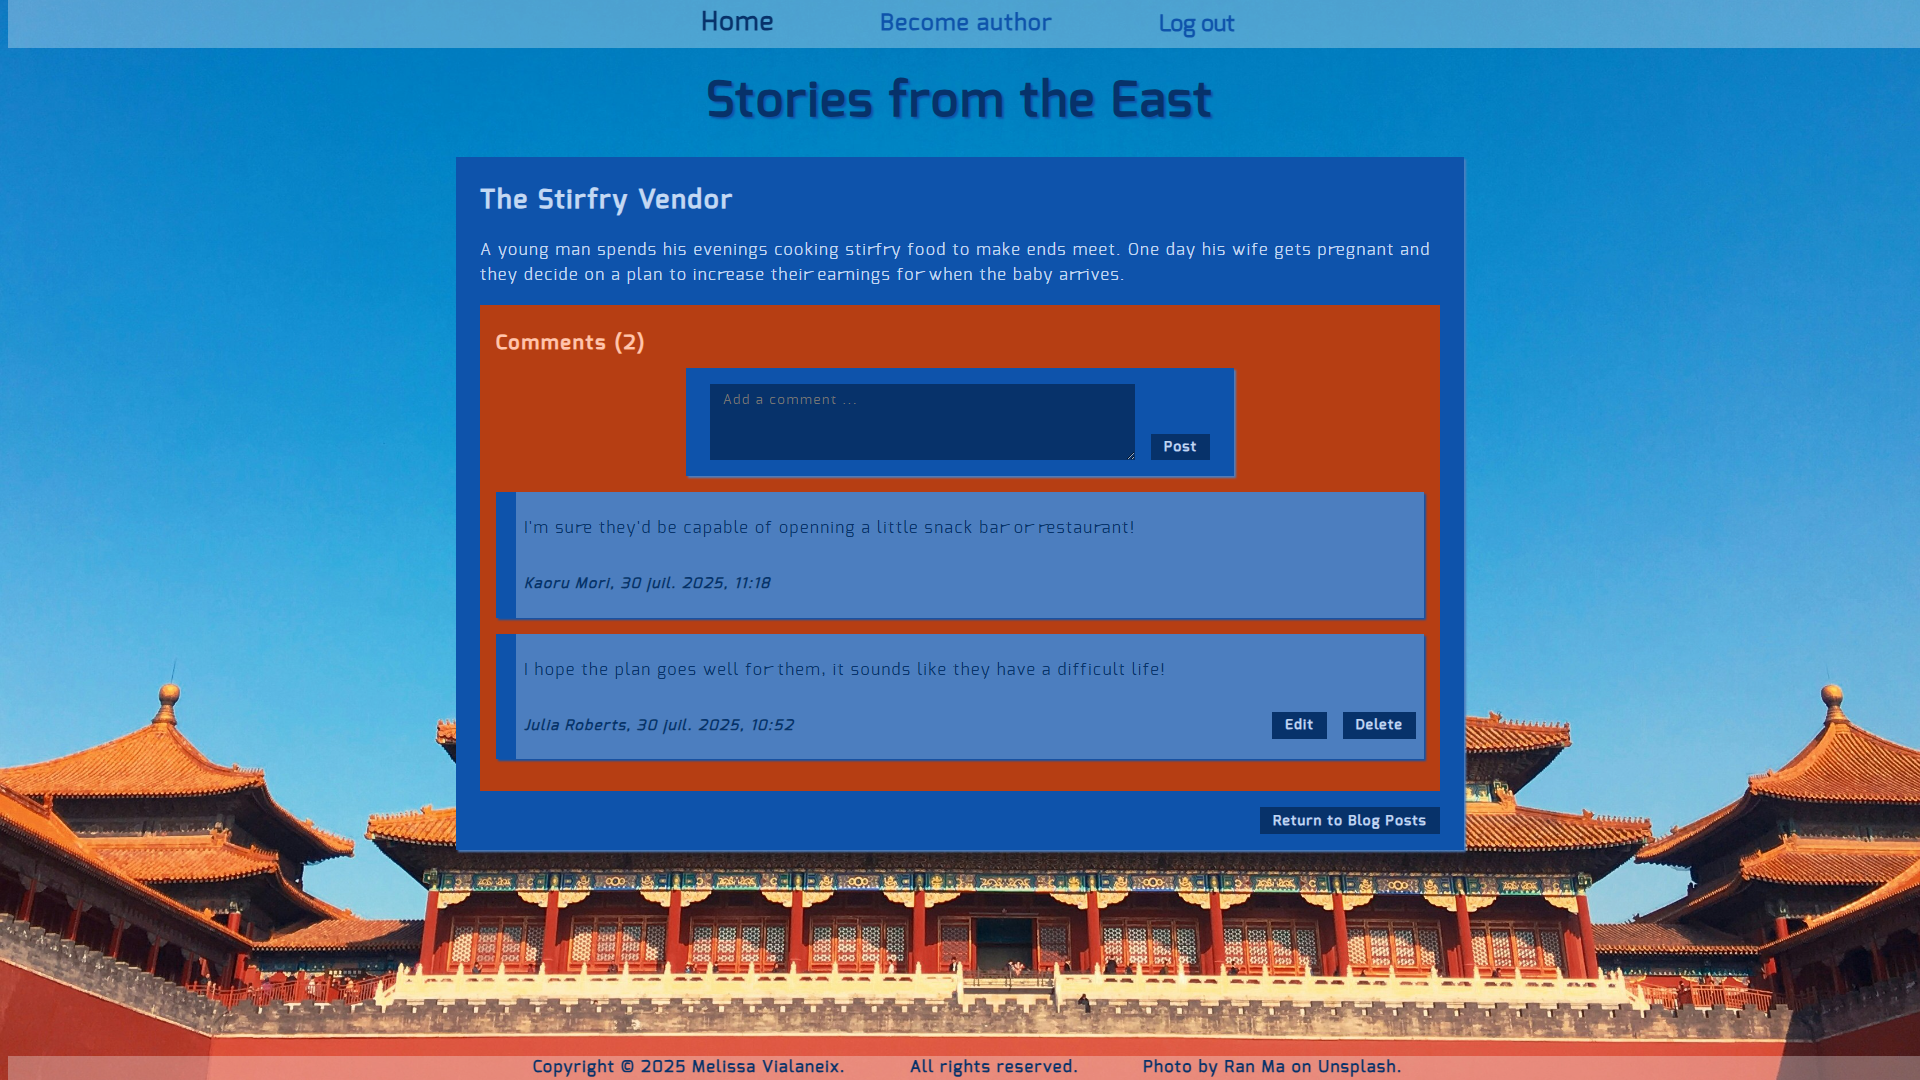 Home Become author Log out
Stories from the East
The Stirfry Vendor
A young man spends his evenings cooking stirfry food to make ends meet. One day his wife gets pregnant and
they decide on a plan to increase their earnings for when the baby arrives.
Comments (2)
Add a comment ...
Post
I'm sure they'd be capable of openning a little snack bar or restaurant!
Kaoru Mori, 30 juil. 2025, 11:18
I hope the plan goes well for them, it sounds like they have a difficult life!
Julia Roberts, 30 juil. 2025, 10:52
Edit Delete
Return to Blog Posts
Copyright © 2025 Melissa Vialaneix. All rights reserved. Photo by Ran Ma on Unsplash.